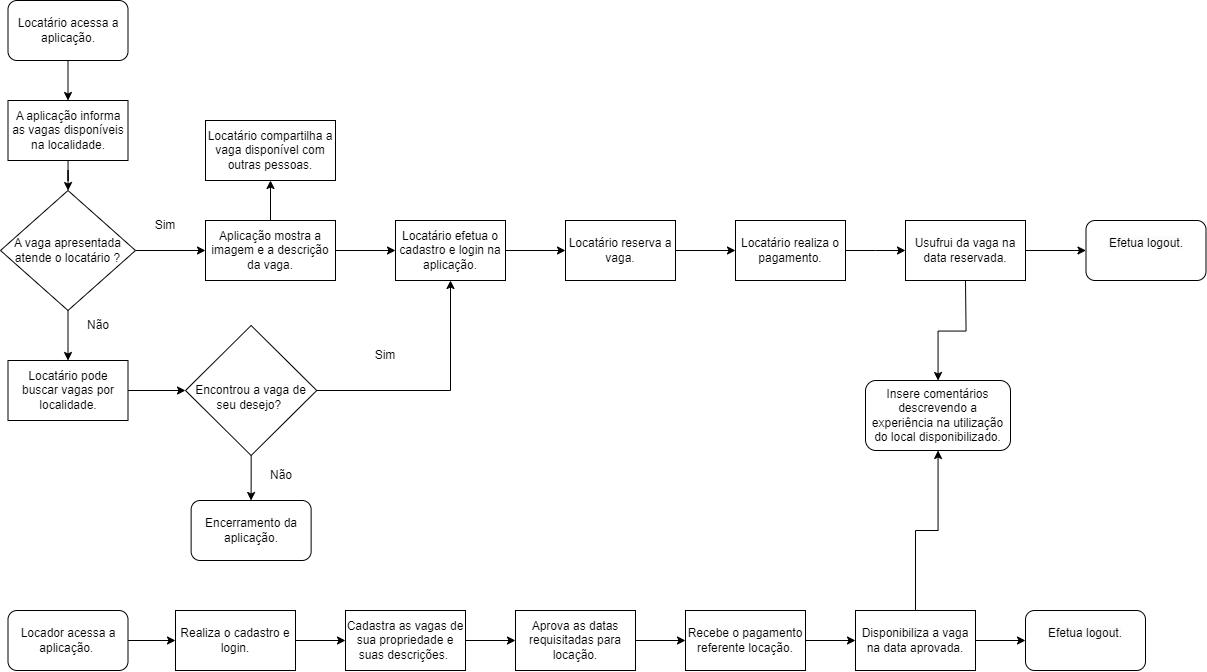 Locatário acessa a
aplicação.
A aplicação informa
as vagas disponíveis
na localidade.
Locatário compartilha a
vaga disponível com
outras pessoas.
A vaga apresentada
atende o locatário ?
Sim
Aplicação mostra a
imagem e a descrição
da vaga.
Locatário efetua o
cadastro e login na
aplicação.
Locatário reserva a
vaga.
Locatário realiza o
pagamento.
Usufrui da vaga na
data reservada.
Efetua logout.
Não
Locatário pode
buscar vagas por
localidade.
Encontrou a vaga de
seu desejo?
Sim
Insere comentários
descrevendo a
experiência na utilização
do local disponibilizado.
Não
Encerramento da
aplicação.
Locador acessa a
aplicação.
Realiza o cadastro e
login.
Cadastra as vagas de
sua propriedade e
suas descrições.
Aprova as datas
requisitadas para
locação.
Recebe o pagamento
referente locação.
Disponibiliza a vaga
na data aprovada.
Efetua logout.